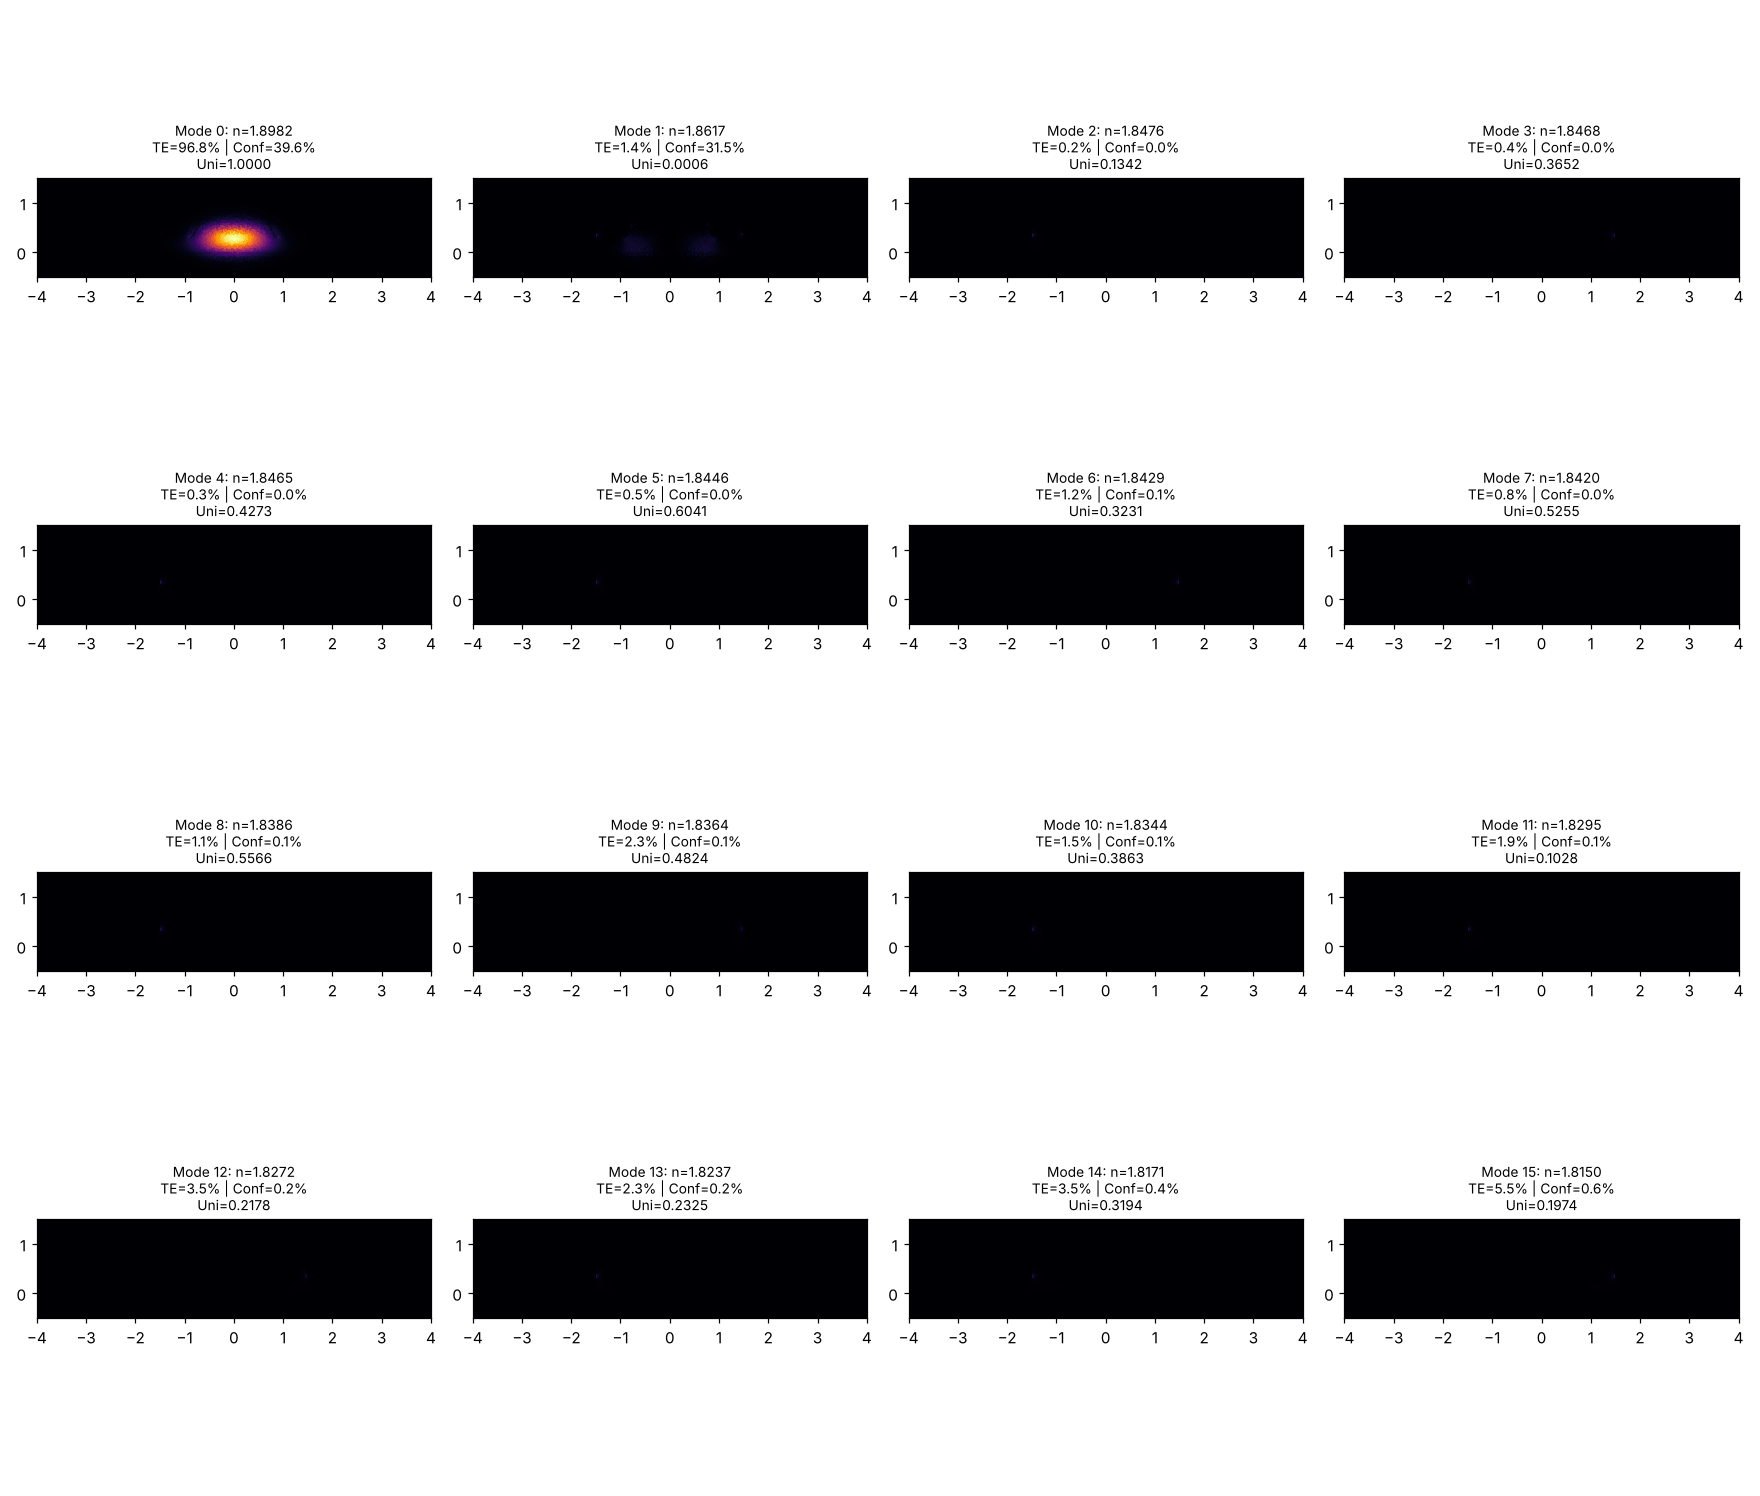 Mode 0: n=1.8982
TE=96.8% | Conf=39.6%
Uni=1.0000
1
0
−4 −3 −2 −1 0 1 2 3 4
Mode 1: n=1.8617
TE=1.4% | Conf=31.5%
Uni=0.0006
1
0
−4 −3 −2 −1 0 1 2 3 4
Mode 2: n=1.8476
TE=0.2% | Conf=0.0%
Uni=0.1342
1
0
−4 −3 −2 −1 0 1 2 3 4
Mode 3: n=1.8468
TE=0.4% | Conf=0.0%
Uni=0.3652
1
0
−4 −3 −2 −1 0 1 2 3 4
Mode 4: n=1.8465
TE=0.3% | Conf=0.0%
Uni=0.4273
1
0
−4 −3 −2 −1 0 1 2 3 4
Mode 5: n=1.8446
TE=0.5% | Conf=0.0%
Uni=0.6041
1
0
−4 −3 −2 −1 0 1 2 3 4
Mode 6: n=1.8429
TE=1.2% | Conf=0.1%
Uni=0.3231
1
0
−4 −3 −2 −1 0 1 2 3 4
Mode 7: n=1.8420
TE=0.8% | Conf=0.0%
Uni=0.5255
1
0
−4 −3 −2 −1 0 1 2 3 4
Mode 8: n=1.8386
TE=1.1% | Conf=0.1%
Uni=0.5566
1
0
−4 −3 −2 −1 0 1 2 3 4
Mode 9: n=1.8364
TE=2.3% | Conf=0.1%
Uni=0.4824
1
0
−4 −3 −2 −1 0 1 2 3 4
Mode 10: n=1.8344
TE=1.5% | Conf=0.1%
Uni=0.3863
1
0
−4 −3 −2 −1 0 1 2 3 4
Mode 11: n=1.8295
TE=1.9% | Conf=0.1%
Uni=0.1028
1
0
−4 −3 −2 −1 0 1 2 3 4
Mode 12: n=1.8272
TE=3.5% | Conf=0.2%
Uni=0.2178
1
0
−4 −3 −2 −1 0 1 2 3 4
Mode 13: n=1.8237
TE=2.3% | Conf=0.2%
Uni=0.2325
1
0
−4 −3 −2 −1 0 1 2 3 4
Mode 14: n=1.8171
TE=3.5% | Conf=0.4%
Uni=0.3194
1
0
−4 −3 −2 −1 0 1 2 3 4
Mode 15: n=1.8150
TE=5.5% | Conf=0.6%
Uni=0.1974
1
0
−4 −3 −2 −1 0 1 2 3 4